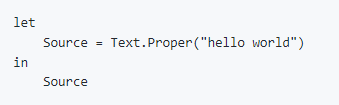 let
    Source = Text.Proper("hello world")
in
    Source